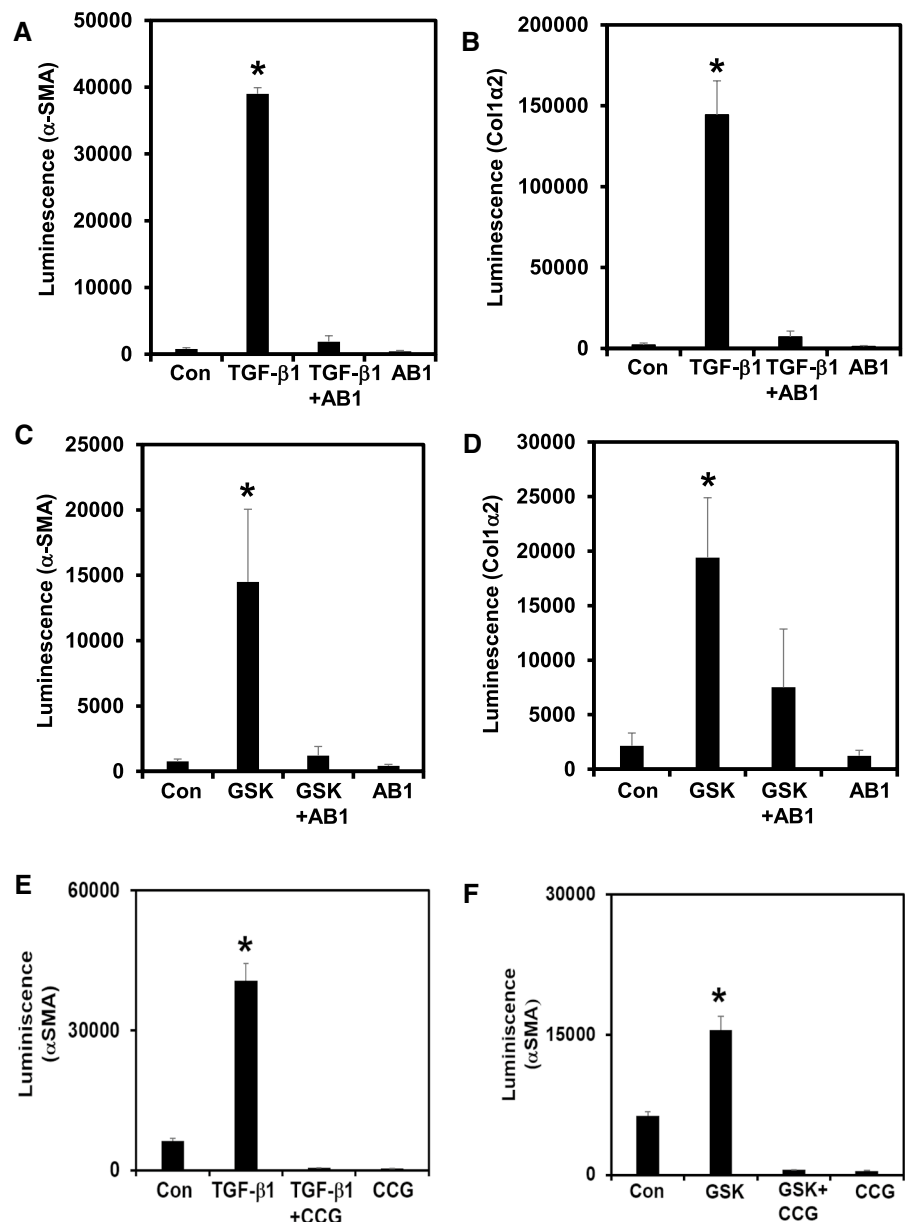 A
Luminescence (α-SMA)
50000
40000
30000
20000
10000
0
*
Con TGF-β1 TGF-β1 AB1
+AB1
B
Luminescence (Col1α2)
200000
150000
100000
50000
0
*
Con TGF-β1 TGF-β1 AB1
+AB1
C
Luminescence (α-SMA)
25000
20000
15000
10000
5000
0
*
Con GSK GSK AB1
+AB1
D
Luminescence (Col1α2)
30000
25000
20000
15000
10000
5000
0
*
Con GSK GSK AB1
+AB1
E
Luminiscence
(αSMA)
60000
30000
0
*
Con TGF-β1 TGF-β1 CCG
+CCG
F
Luminiscence
(αSMA)
30000
15000
0
*
Con GSK GSK+ CCG
CCG